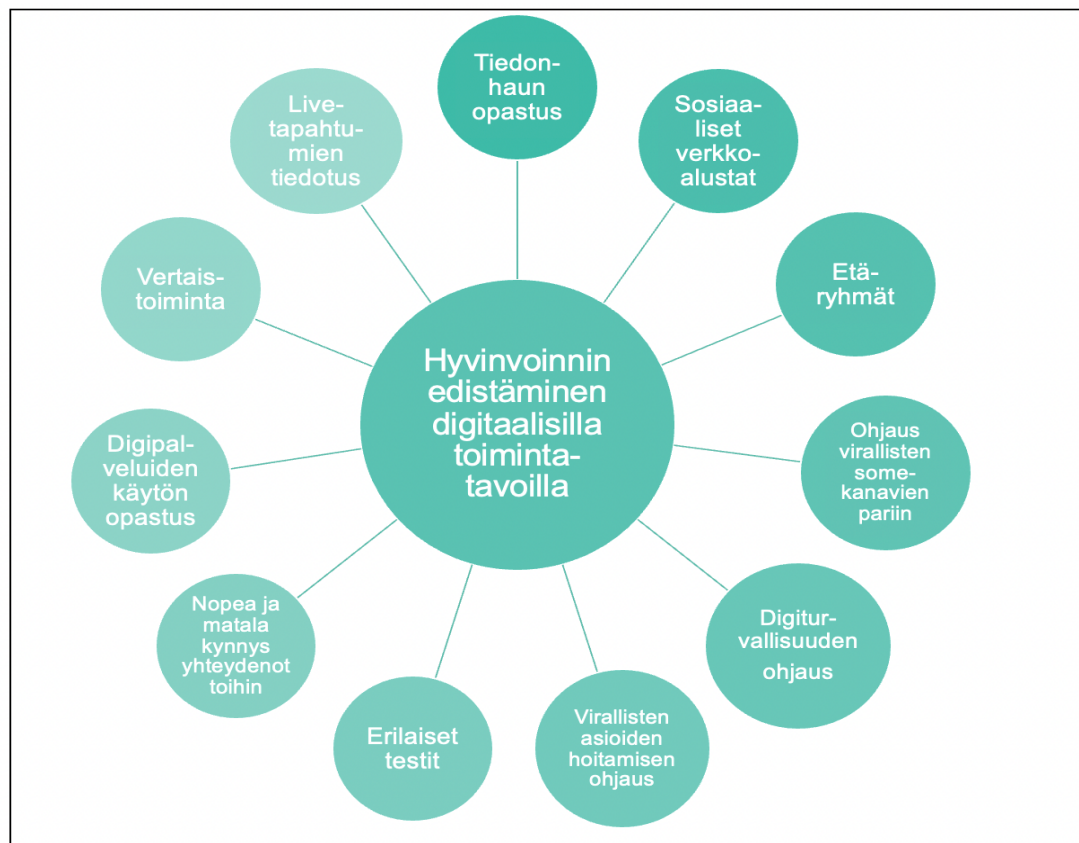 Tiedon-
haun
opastus
Sosiaa-
liset
verkko-
alustat
Etä-
ryhmät
Ohjaus
virallisten
some-
kanavien
pariin
Digitur-
vallisuuden
ohjaus
Virallisten
asioiden
hoitamisen
ohjaus
Erilaiset
testit
Nopea ja
matala
kynnys
yhteydenot
toihin
Digipal-
veluiden
käytön
opastus
Vertais-
toiminta
Live-
tapahtu-
mien
tiedotus
Hyvinvoinnin
edistäminen
digitaalisilla
toiminta-
tavoilla